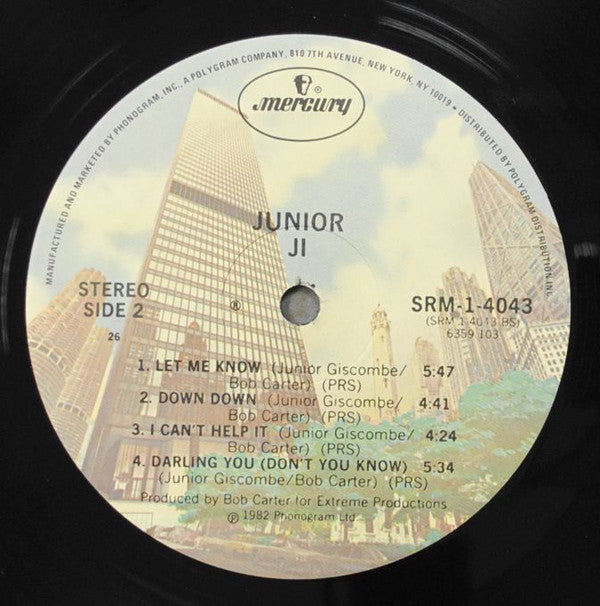 MANUFACTURED AND MARKETED BY PHONOGRAM, INC., A POLYGRAM COMPANY, 810 7TH AVENUE, NEW YORK, NY 10019 • DISTRIBUTED BY POLYGRAM DISTRIBUTION, INC.
mercury ®
JUNIOR
JI
STEREO
SIDE 2
26
℗
SRM-1-4043
(SRM 1 4043 BS)
6359 103
1. LET ME KNOW (Junior Giscombe/ 5:47
Bob Carter) (PRS)
2. DOWN DOWN (Junior Giscombe/ 4:41
Bob Carter) (PRS)
3. I CAN'T HELP IT (Junior Giscombe/ 4:24
Bob Carter) (PRS)
4. DARLING YOU (DON'T YOU KNOW) 5:34
(Junior Giscombe/Bob Carter) (PRS)
Produced by Bob Carter for Extreme Productions
℗ 1982 Phonogram Ltd.